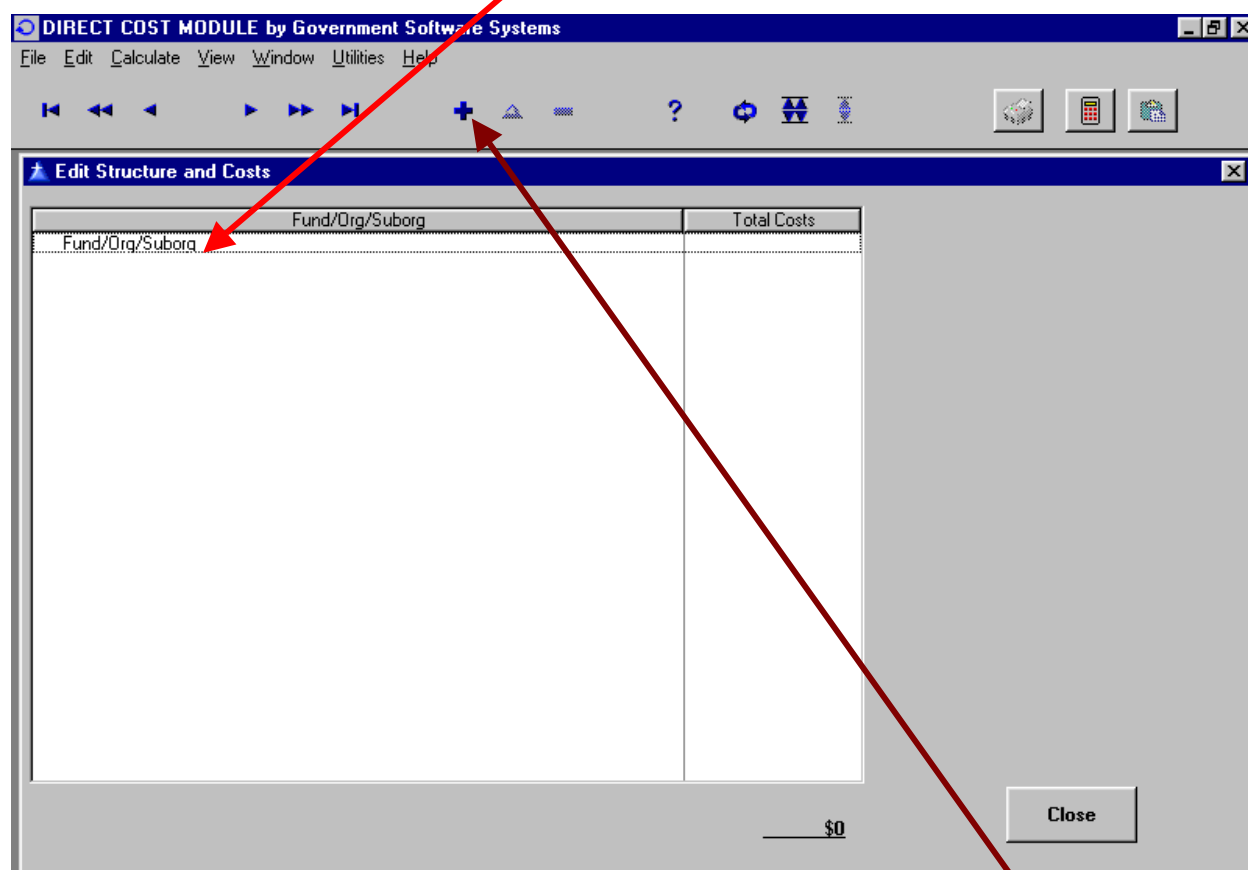 DIRECT COST MODULE by Government Software Systems
File Edit Calculate View Window Utilities Help
?
Edit Structure and Costs
Fund/Org/Suborg Total Costs
Fund/Org/Suborg
$0
Close